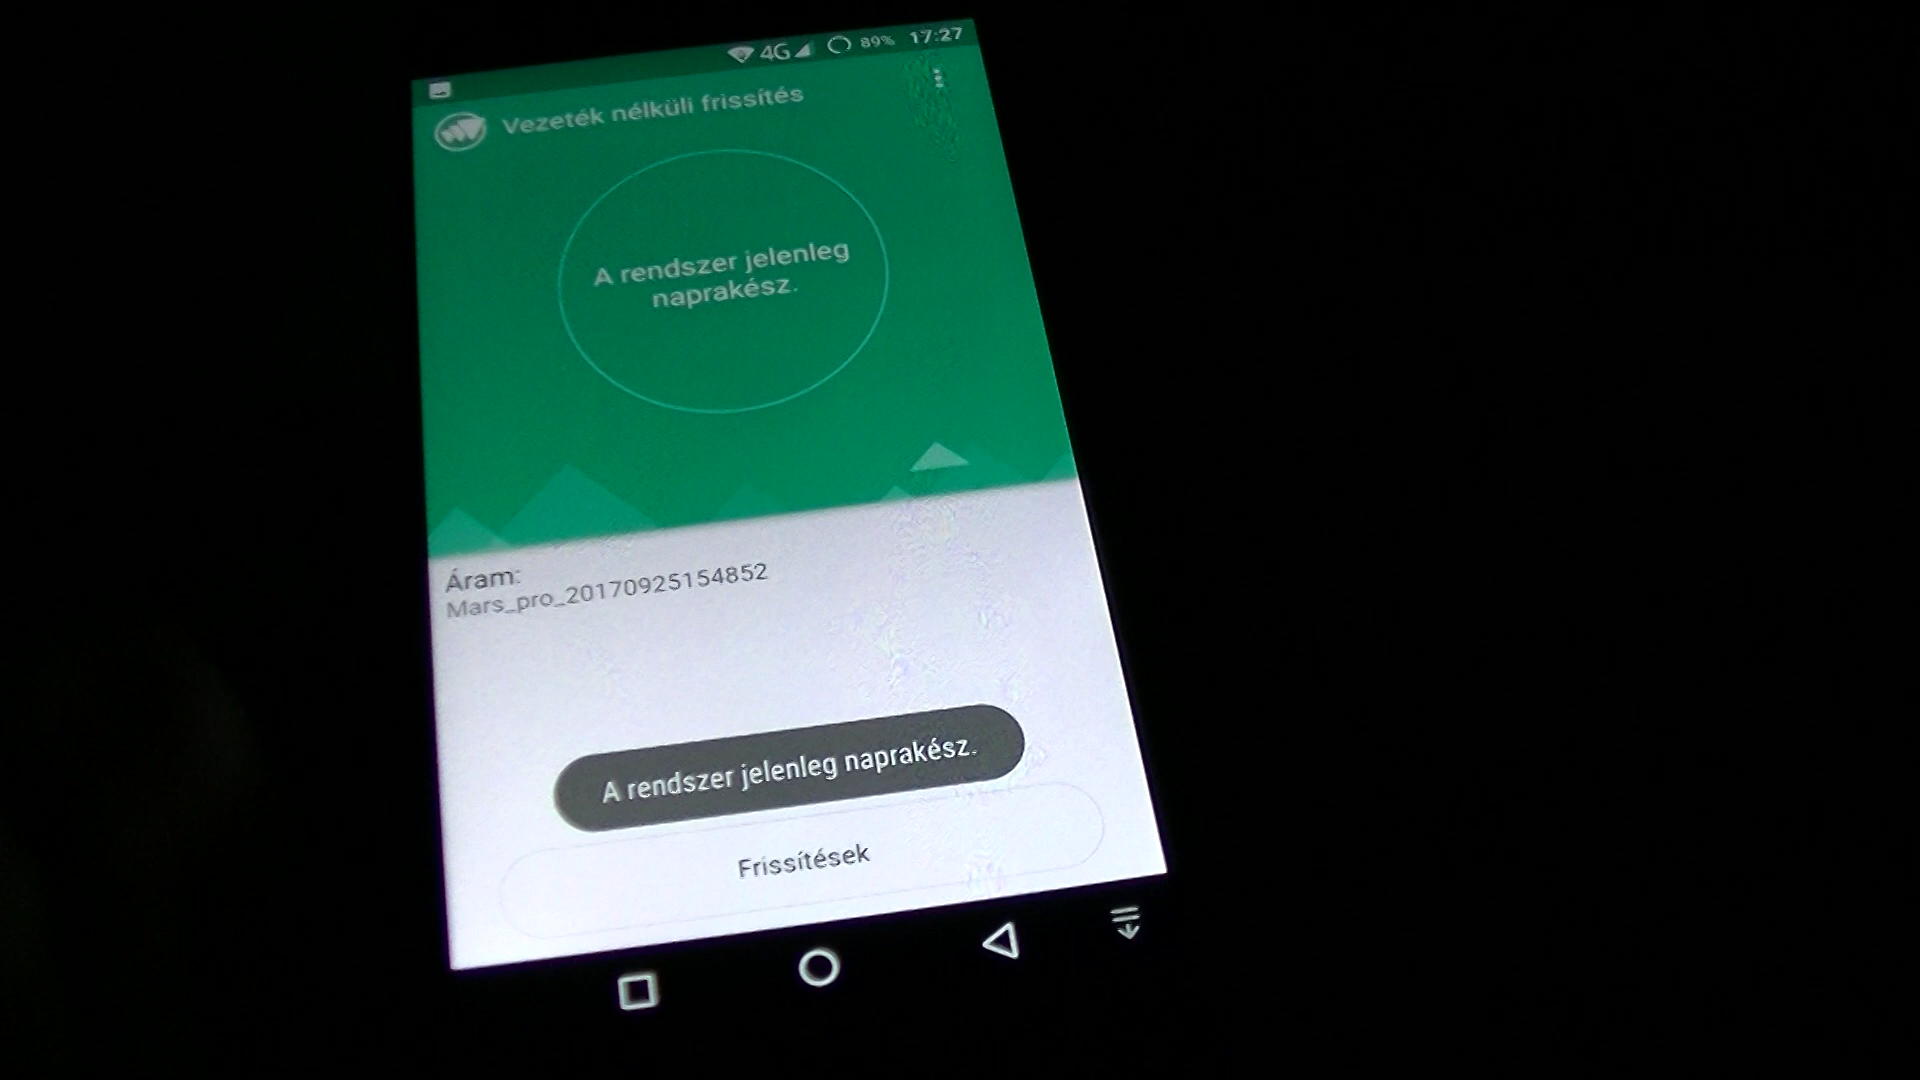 4G 89% 17:27
Vezeték nélküli frissítés
A rendszer jelenleg
naprakész.
Áram:
Mars_pro_20170925154852
A rendszer jelenleg naprakész.
Frissítések